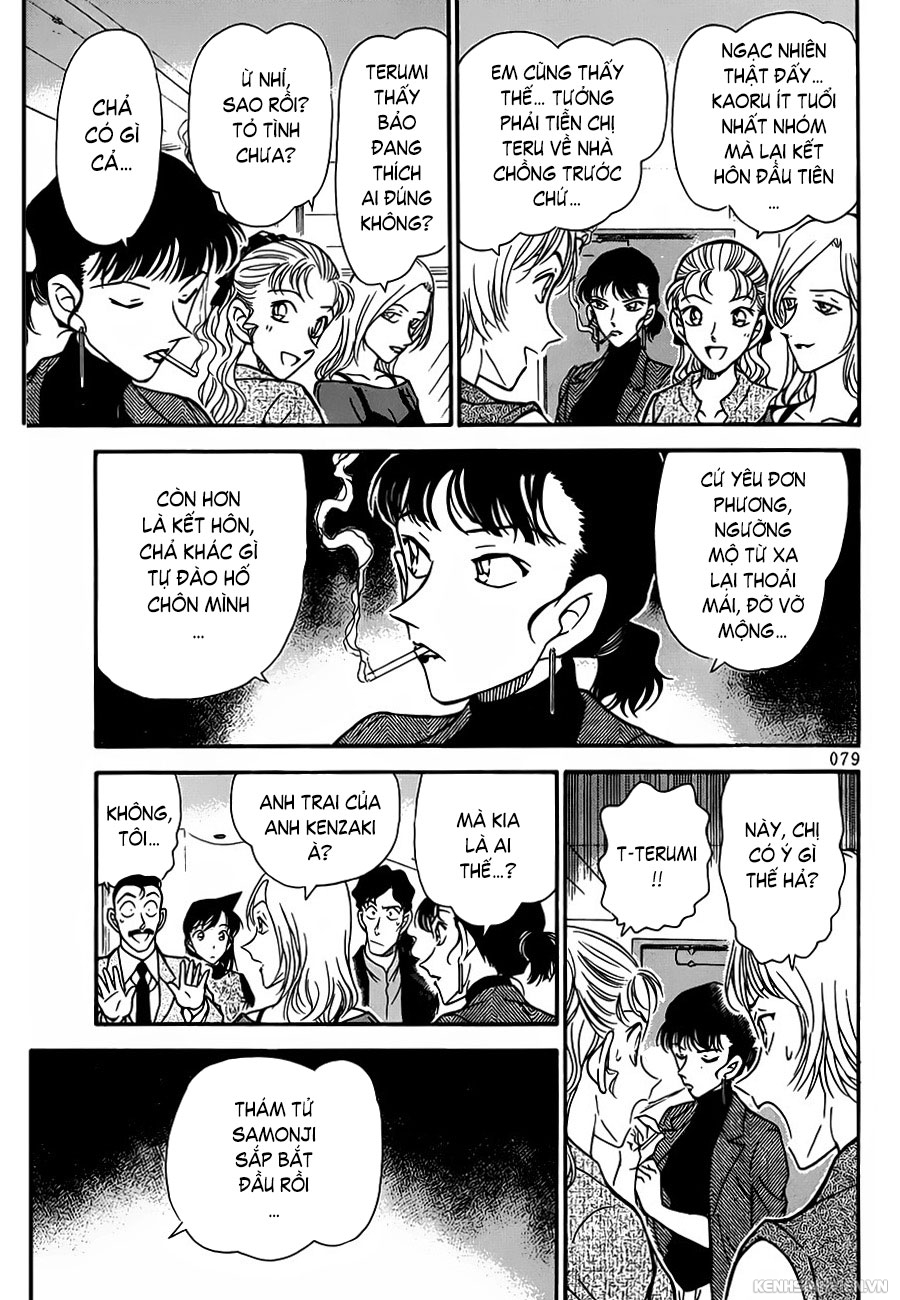 NGẠC NHIÊN
THẬT ĐẤY...
KAORU ÍT TUỔI
NHẤT NHÓM
MÀ LẠI KẾT
HÔN ĐẦU TIÊN
...
EM CŨNG THẤY
THẾ... TƯỞNG
PHẢI TIỄN CHỊ
TERU VỀ NHÀ
CHỒNG TRƯỚC
CHỨ...
TERUMI
THẤY
BẢO
ĐANG
THÍCH
AI ĐÚNG
KHÔNG?
Ừ NHỈ,
SAO RỒI?
TỎ TÌNH
CHƯA?
CHẢ
CÓ GÌ
CẢ...
CỨ YÊU ĐƠN
PHƯƠNG,
NGƯỠNG
MỘ TỪ XA
LẠI THOẢI
MÁI, ĐỠ VỠ
MỘNG...
CÒN HƠN
LÀ KẾT HÔN,
CHẢ KHÁC GÌ
TỰ ĐÀO HỐ
CHÔN MÌNH
...
079
NÀY, CHỊ
CÓ Ý GÌ
THẾ HẢ?
T-TERUMI
!!
MÀ KIA
LÀ AI
THẾ...?
ANH TRAI CỦA
ANH KENZAKI
À?
KHÔNG,
TÔI...
THÁM TỬ
SAMONJI
SẮP BẮT
ĐẦU RỒI
...